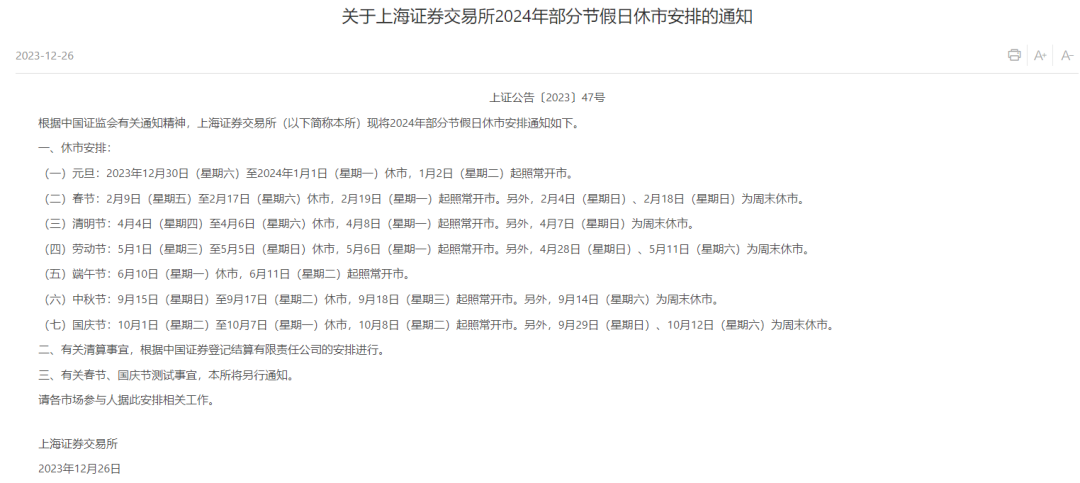 关于上海证券交易所2024年部分节假日休市安排的通知
2023-12-26
A+
A-
上证公告〔2023〕47号
根据中国证监会有关通知精神，上海证券交易所（以下简称本所）现将2024年部分节假日休市安排通知如下。
一、休市安排：
（一）元旦：2023年12月30日（星期六）至2024年1月1日（星期一）休市，1月2日（星期二）起照常开市。
（二）春节：2月9日（星期五）至2月17日（星期六）休市，2月19日（星期一）起照常开市。另外，2月4日（星期日）、2月18日（星期日）为周末休市。
（三）清明节：4月4日（星期四）至4月6日（星期六）休市，4月8日（星期一）起照常开市。另外，4月7日（星期日）为周末休市。
（四）劳动节：5月1日（星期三）至5月5日（星期日）休市，5月6日（星期一）起照常开市。另外，4月28日（星期日）、5月11日（星期六）为周末休市。
（五）端午节：6月10日（星期一）休市，6月11日（星期二）起照常开市。
（六）中秋节：9月15日（星期日）至9月17日（星期二）休市，9月18日（星期三）起照常开市。另外，9月14日（星期六）为周末休市。
（七）国庆节：10月1日（星期二）至10月7日（星期一）休市，10月8日（星期二）起照常开市。另外，9月29日（星期日）、10月12日（星期六）为周末休市。
二、有关清算事宜，根据中国证券登记结算有限责任公司的安排进行。
三、有关春节、国庆节测试事宜，本所将另行通知。
请各市场参与人据此安排相关工作。
上海证券交易所
2023年12月26日